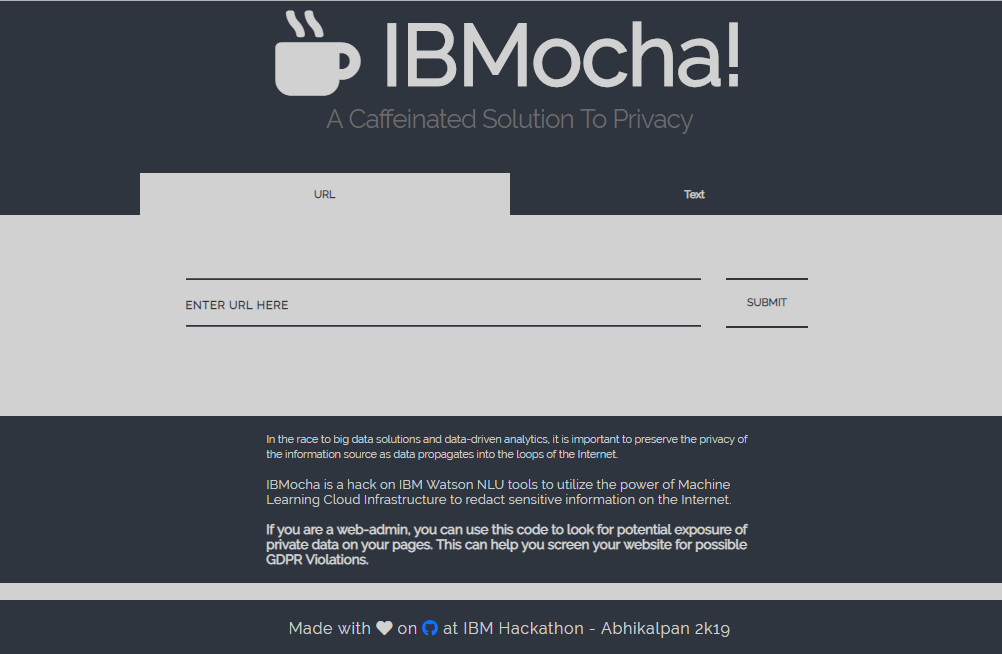 IBMocha!
A Caffeinated Solution To Privacy
URL Text
ENTER URL HERE SUBMIT
In the race to big data solutions and data-driven analytics, it is important to preserve the privacy of
the information source as data propagates into the loops of the Internet.
IBMocha is a hack on IBM Watson NLU tools to utilize the power of Machine
Learning Cloud Infrastructure to redact sensitive information on the Internet.
If you are a web-admin, you can use this code to look for potential exposure of
private data on your pages. This can help you screen your website for possible
GDPR Violations.
Made with on at IBM Hackathon - Abhikalpan 2k19